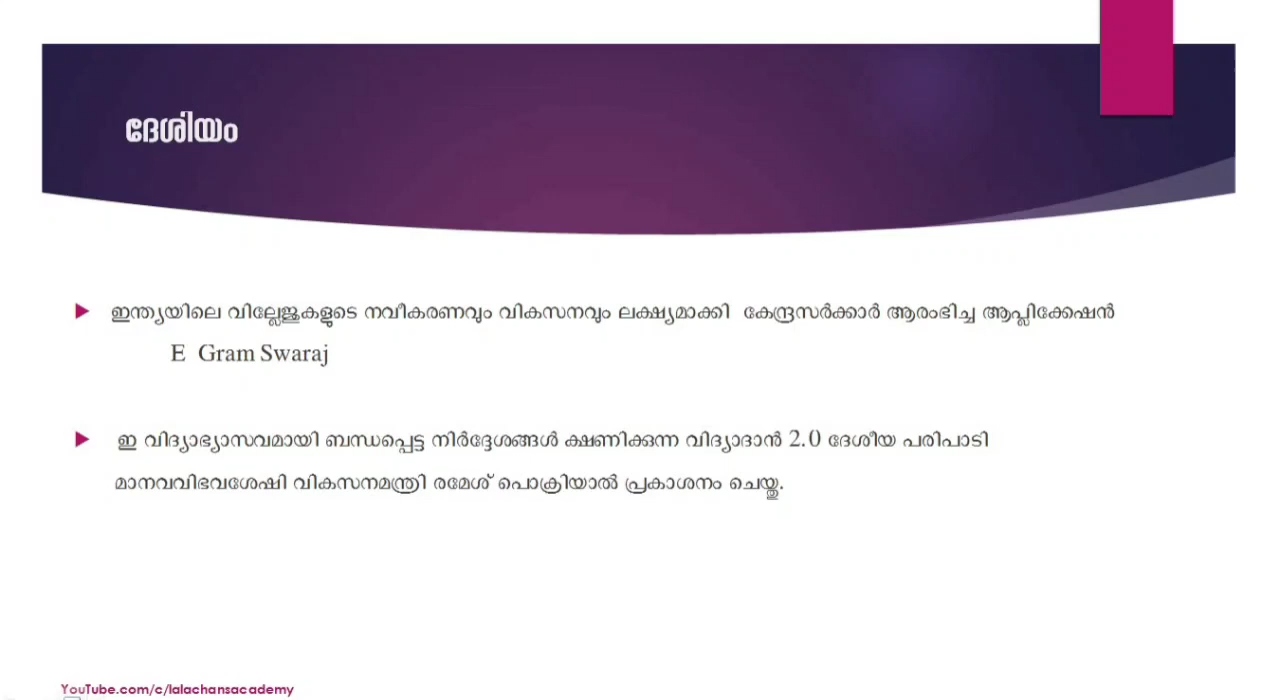 ദേശിയം
ഇന്ത്യയിലെ വില്ലേജുകളുടെ നവീകരണവും വികസനവും ലക്ഷ്യമാക്കി കേന്ദ്രസർക്കാർ ആരംഭിച്ച ആപ്ലിക്കേഷൻ
E Gram Swaraj
ഇ വിദ്യാഭ്യാസവമായി ബന്ധപ്പെട്ട നിർദ്ദേശങ്ങൾ ക്ഷണിക്കുന്ന വിദ്യാദാൻ 2.0 ദേശീയ പരിപാടി
മാനവവിഭവശേഷി വികസനമന്ത്രി രമേശ് പൊക്രിയാൽ പ്രകാശനം ചെയ്തു.
YouTube.com/c/lalachansacademy